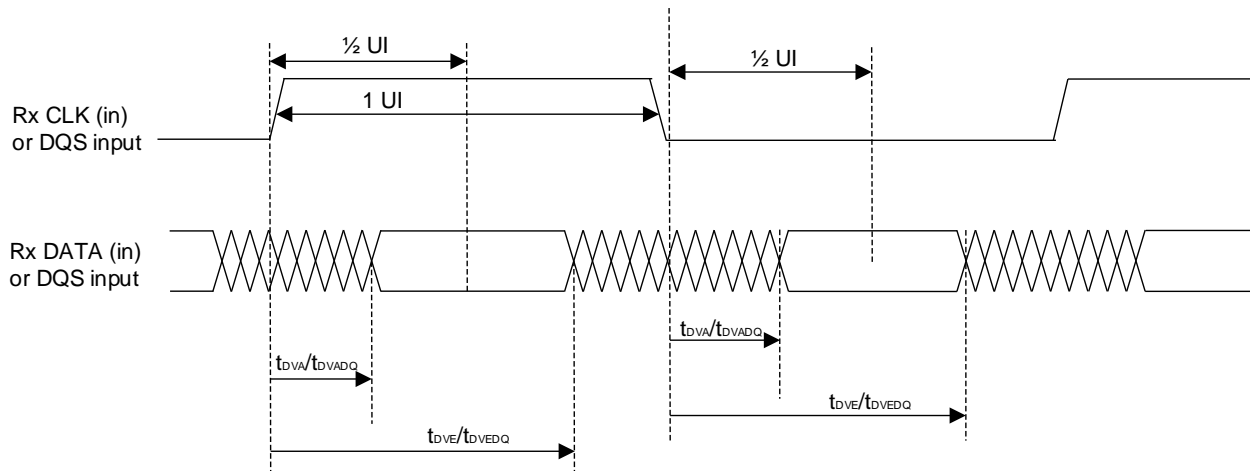 ½ UI
½ UI
1 UI
Rx CLK (in)
or DQS input
Rx DATA (in)
or DQS input
tDVA/tDVADQ
tDVA/tDVADQ
tDVE/tDVEDQ
tDVE/tDVEDQ